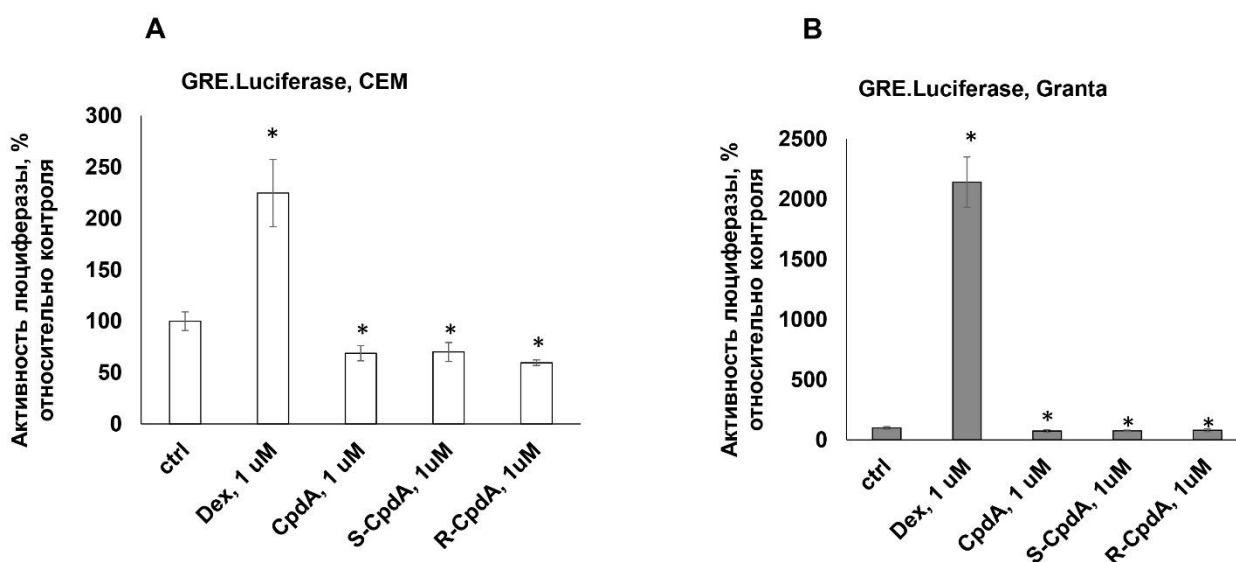 A
GRE.Luciferase, CEM
Активность люциферазы, %
относительно контроля
300
250
200
150
100
50
0
*
*
*
*
ctrl
Dex, 1 uM
CpdA, 1 uM
S-CpdA, 1uM
R-CpdA, 1uM
B
GRE.Luciferase, Granta
Активность люциферазы, %
относительно контроля
2500
2000
1500
1000
500
0
*
*
*
*
ctrl
Dex, 1 uM
CpdA, 1 uM
S-CpdA, 1uM
R-CpdA, 1uM